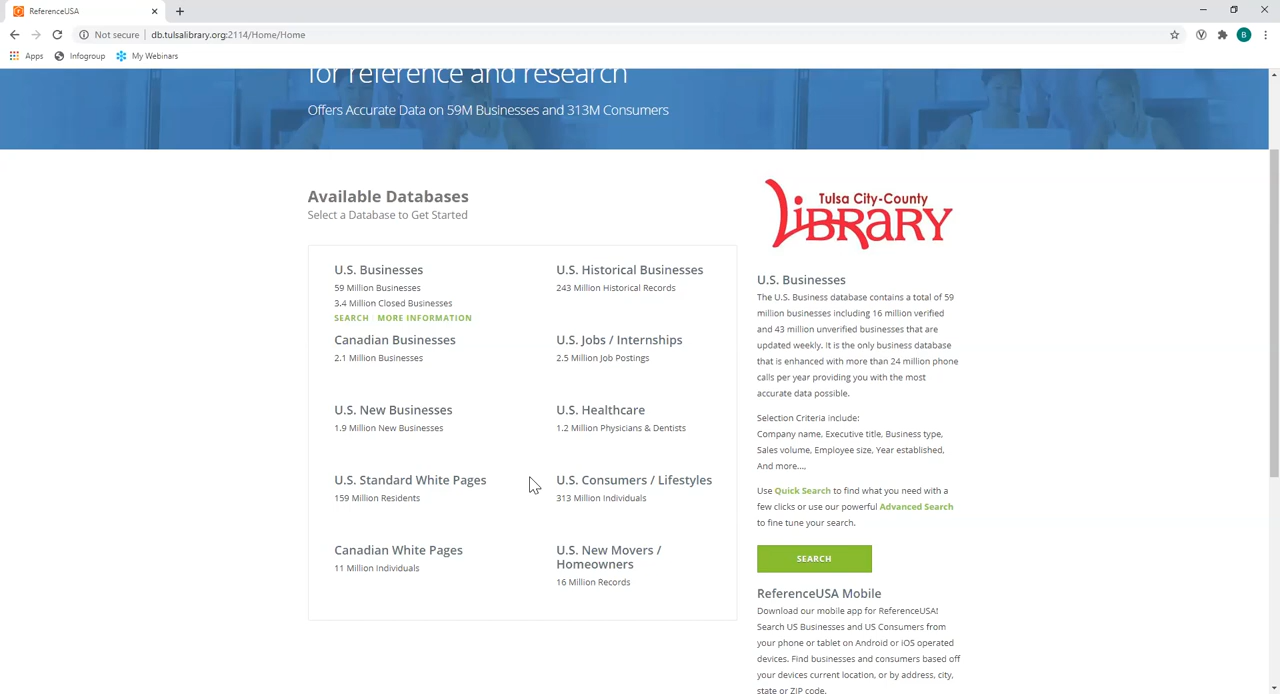 ReferenceUSA
Not secure | db.tulsalibrary.org:2114/Home/Home
B
Apps Infogroup My Webinars
for reference and research
Offers Accurate Data on 59M Businesses and 313M Consumers
Available Databases
Select a Database to Get Started
U.S. Businesses
59 Million Businesses
3.4 Million Closed Businesses
SEARCH MORE INFORMATION
U.S. Historical Businesses
243 Million Historical Records
Canadian Businesses
2.1 Million Businesses
U.S. Jobs / Internships
2.5 Million Job Postings
U.S. New Businesses
1.9 Million New Businesses
U.S. Healthcare
1.2 Million Physicians & Dentists
U.S. Standard White Pages
159 Million Residents
U.S. Consumers / Lifestyles
313 Million Individuals
Canadian White Pages
11 Million Individuals
U.S. New Movers /
Homeowners
16 Million Records
Tulsa City-County
LIBRARY
U.S. Businesses
The U.S. Business database contains a total of 59
million businesses including 16 million verified
and 43 million unverified businesses that are
updated weekly. It is the only business database
that is enhanced with more than 24 million phone
calls per year providing you with the most
accurate data possible.
Selection Criteria include:
Company name, Executive title, Business type,
Sales volume, Employee size, Year established,
And more...,
Use Quick Search to find what you need with a
few clicks or use our powerful Advanced Search
to fine tune your search.
SEARCH
ReferenceUSA Mobile
Download our mobile app for ReferenceUSA!
Search US Businesses and US Consumers from
your phone or tablet on Android or iOS operated
devices. Find businesses and consumers based off
your devices current location, or by address, city,
state or ZIP code.